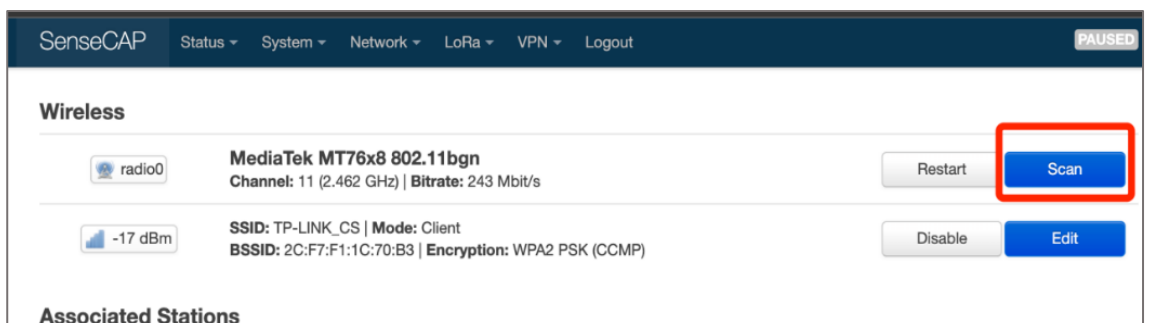 SenseCAP Status System Network LoRa VPN Logout PAUSED
Wireless
radio0
MediaTek MT76x8 802.11bgn
Channel: 11 (2.462 GHz) | Bitrate: 243 Mbit/s
Restart Scan
-17 dBm
SSID: TP-LINK_CS | Mode: Client
BSSID: 2C:F7:F1:1C:70:B3 | Encryption: WPA2 PSK (CCMP)
Disable Edit
Associated Stations